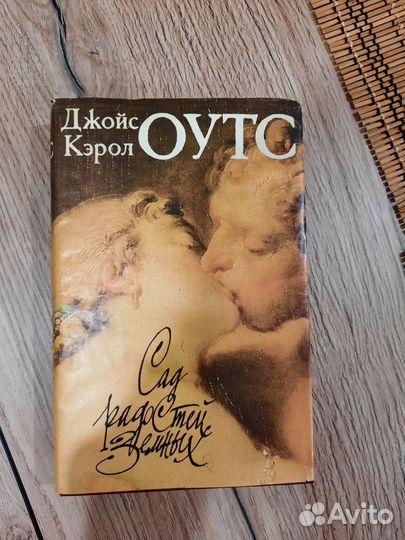 Джойс
Кэрол
ОУТС
Сад
радостей
земных
Avito